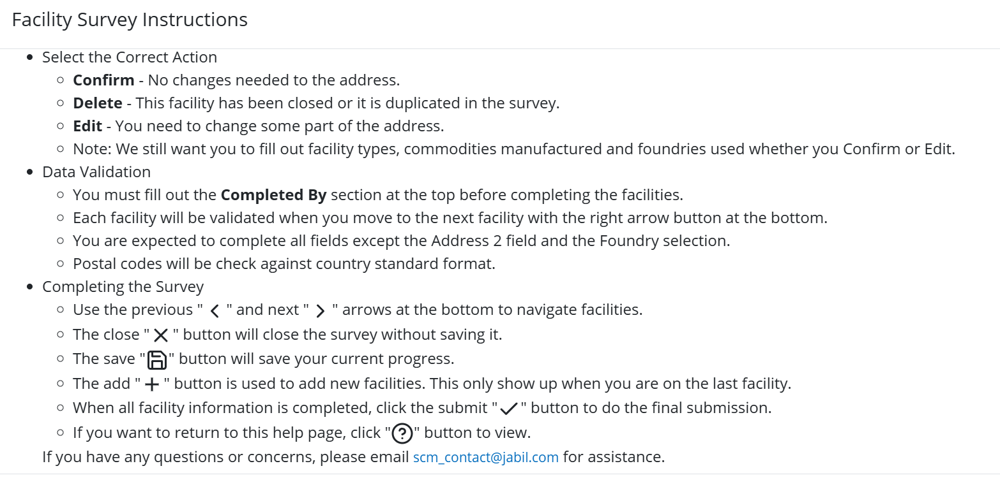 Facility Survey Instructions
Select the Correct Action
Confirm - No changes needed to the address.
Delete - This facility has been closed or it is duplicated in the survey.
Edit - You need to change some part of the address.
Note: We still want you to fill out facility types, commodities manufactured and foundries used whether you Confirm or Edit.
Data Validation
You must fill out the Completed By section at the top before completing the facilities.
Each facility will be validated when you move to the next facility with the right arrow button at the bottom.
You are expected to complete all fields except the Address 2 field and the Foundry selection.
Postal codes will be check against country standard format.
Completing the Survey
Use the previous " < " and next " > " arrows at the bottom to navigate facilities.
The close " ✕ " button will close the survey without saving it.
The save "" button will save your current progress.
The add " + " button is used to add new facilities. This only show up when you are on the last facility.
When all facility information is completed, click the submit "✓" button to do the final submission.
If you want to return to this help page, click "?" button to view.
If you have any questions or concerns, please email scm_contact@jabil.com for assistance.